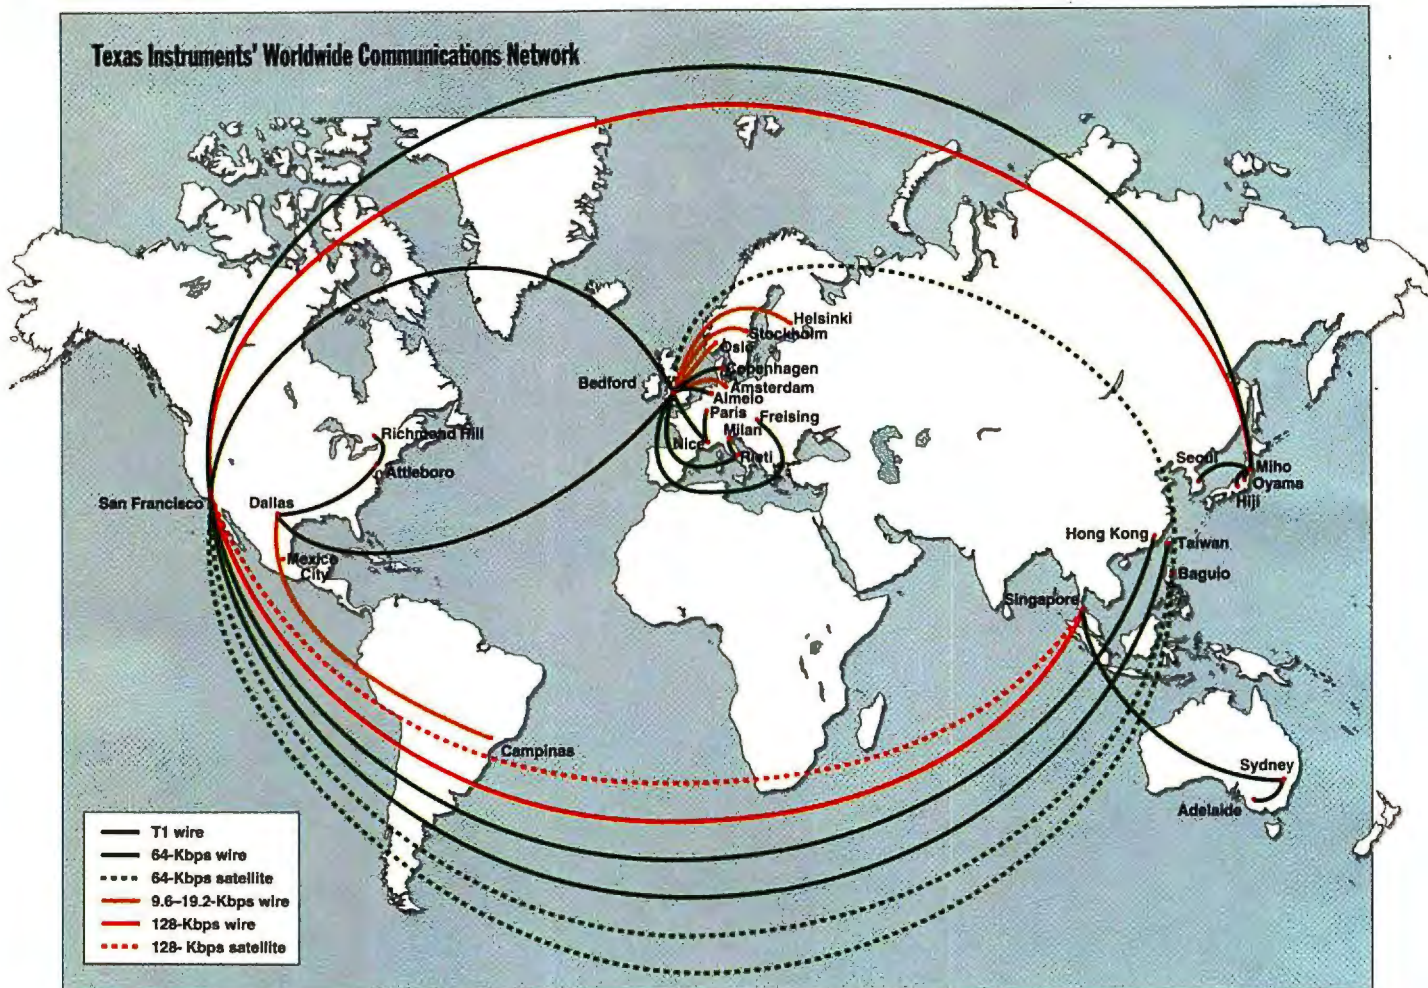 Texas Instruments' Worldwide Communications Network
Helsinki
Stockholm
Oslo
Copenhagen
Bedford
Amsterdam
Almelo
Paris
Freising
Milan
Nice
Rieti
Richmond Hill
Attleboro
San Francisco
Dallas
Mexico
City
Seoul
Miho
Oyama
Hiji
Hong Kong
Taiwan
Baguio
Singapore
Campinas
Sydney
Adelaide
T1 wire
64-Kbps wire
64-Kbps satellite
9.6–19.2-Kbps wire
128-Kbps wire
128- Kbps satellite